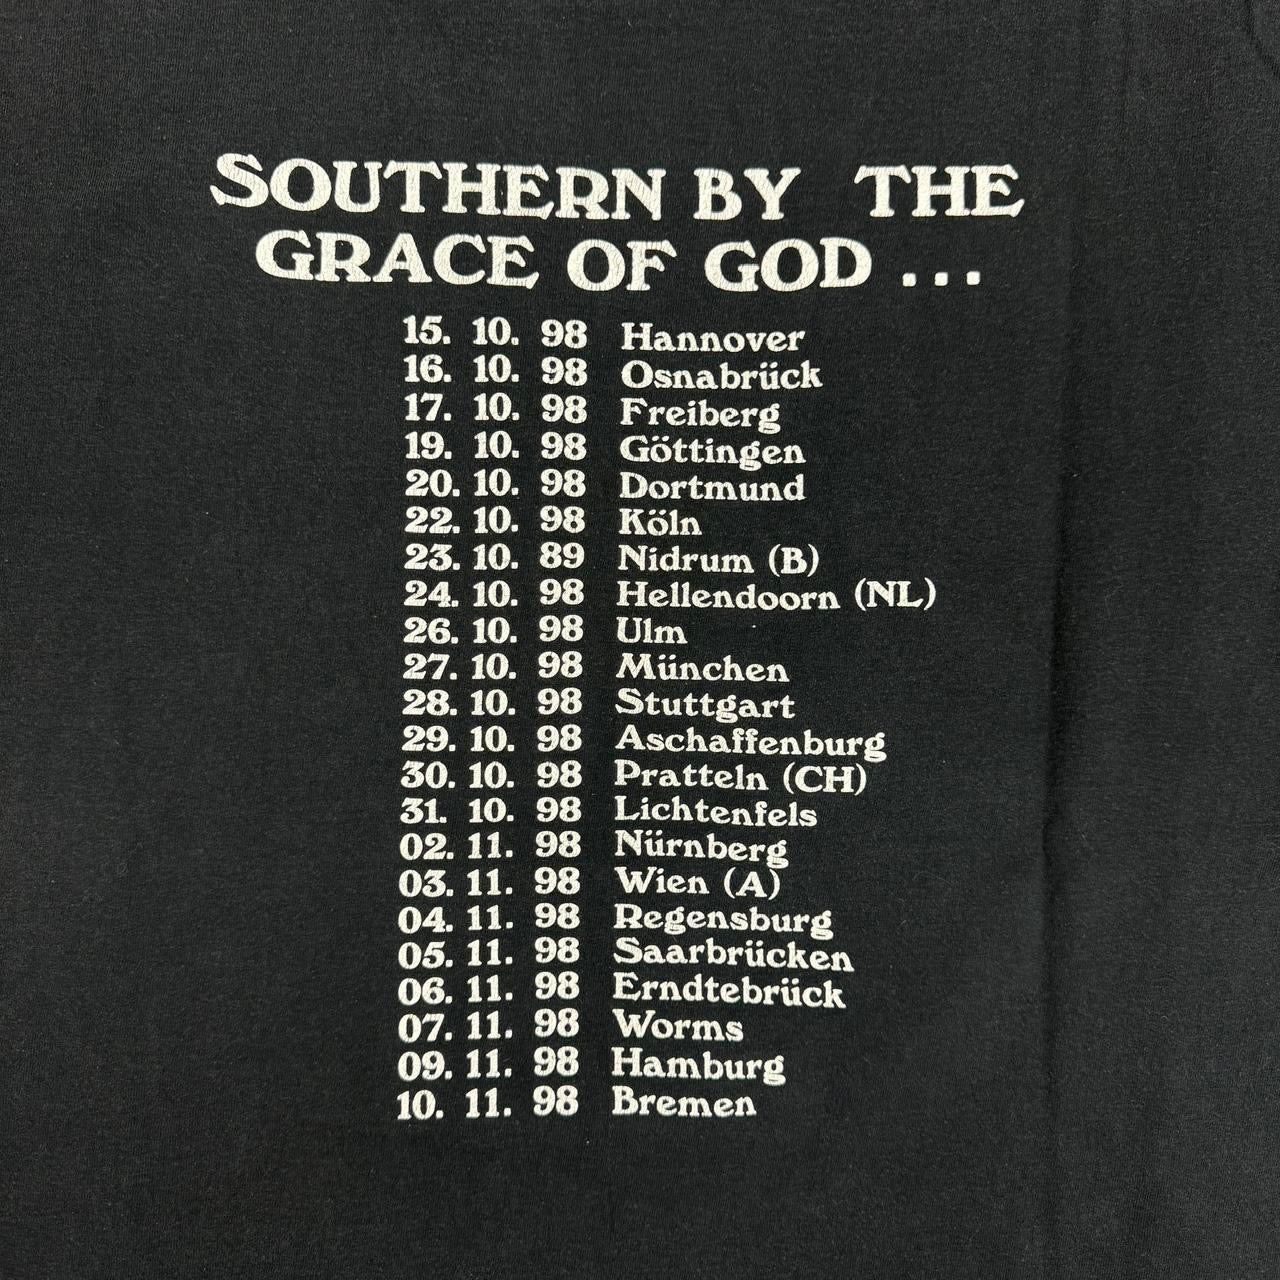 SOUTHERN BY THE
GRACE OF GOD ...
15. 10. 98 Hannover
16. 10. 98 Osnabrück
17. 10. 98 Freiberg
19. 10. 98 Göttingen
20. 10. 98 Dortmund
22. 10. 98 Köln
23. 10. 89 Nidrum (B)
24. 10. 98 Hellendoorn (NL)
26. 10. 98 Ulm
27. 10. 98 München
28. 10. 98 Stuttgart
29. 10. 98 Aschaffenburg
30. 10. 98 Pratteln (CH)
31. 10. 98 Lichtenfels
02. 11. 98 Nürnberg
03. 11. 98 Wien (A)
04. 11. 98 Regensburg
05. 11. 98 Saarbrücken
06. 11. 98 Erndtebrück
07. 11. 98 Worms
09. 11. 98 Hamburg
10. 11. 98 Bremen